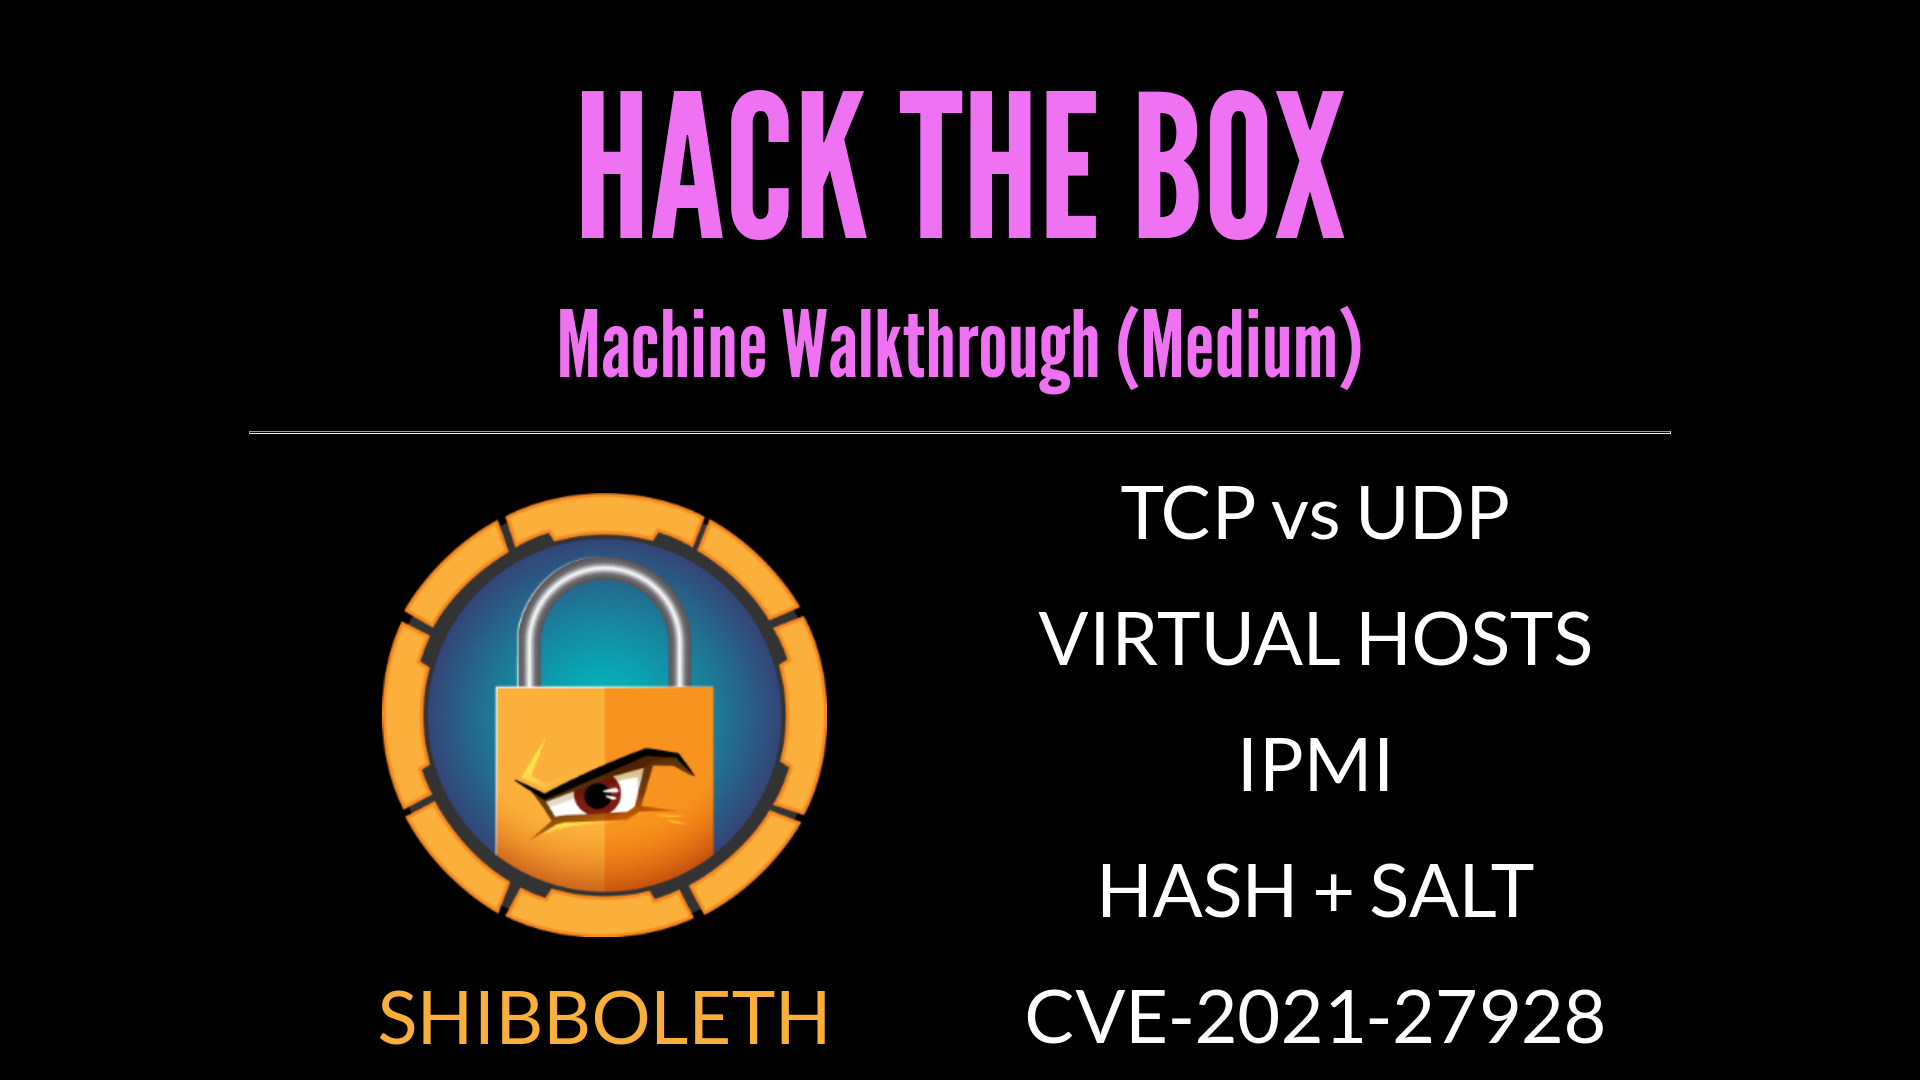 HACK THE BOX
Machine Walkthrough (Medium)
TCP vs UDP
VIRTUAL HOSTS
IPMI
HASH + SALT
SHIBBOLETH
CVE-2021-27928